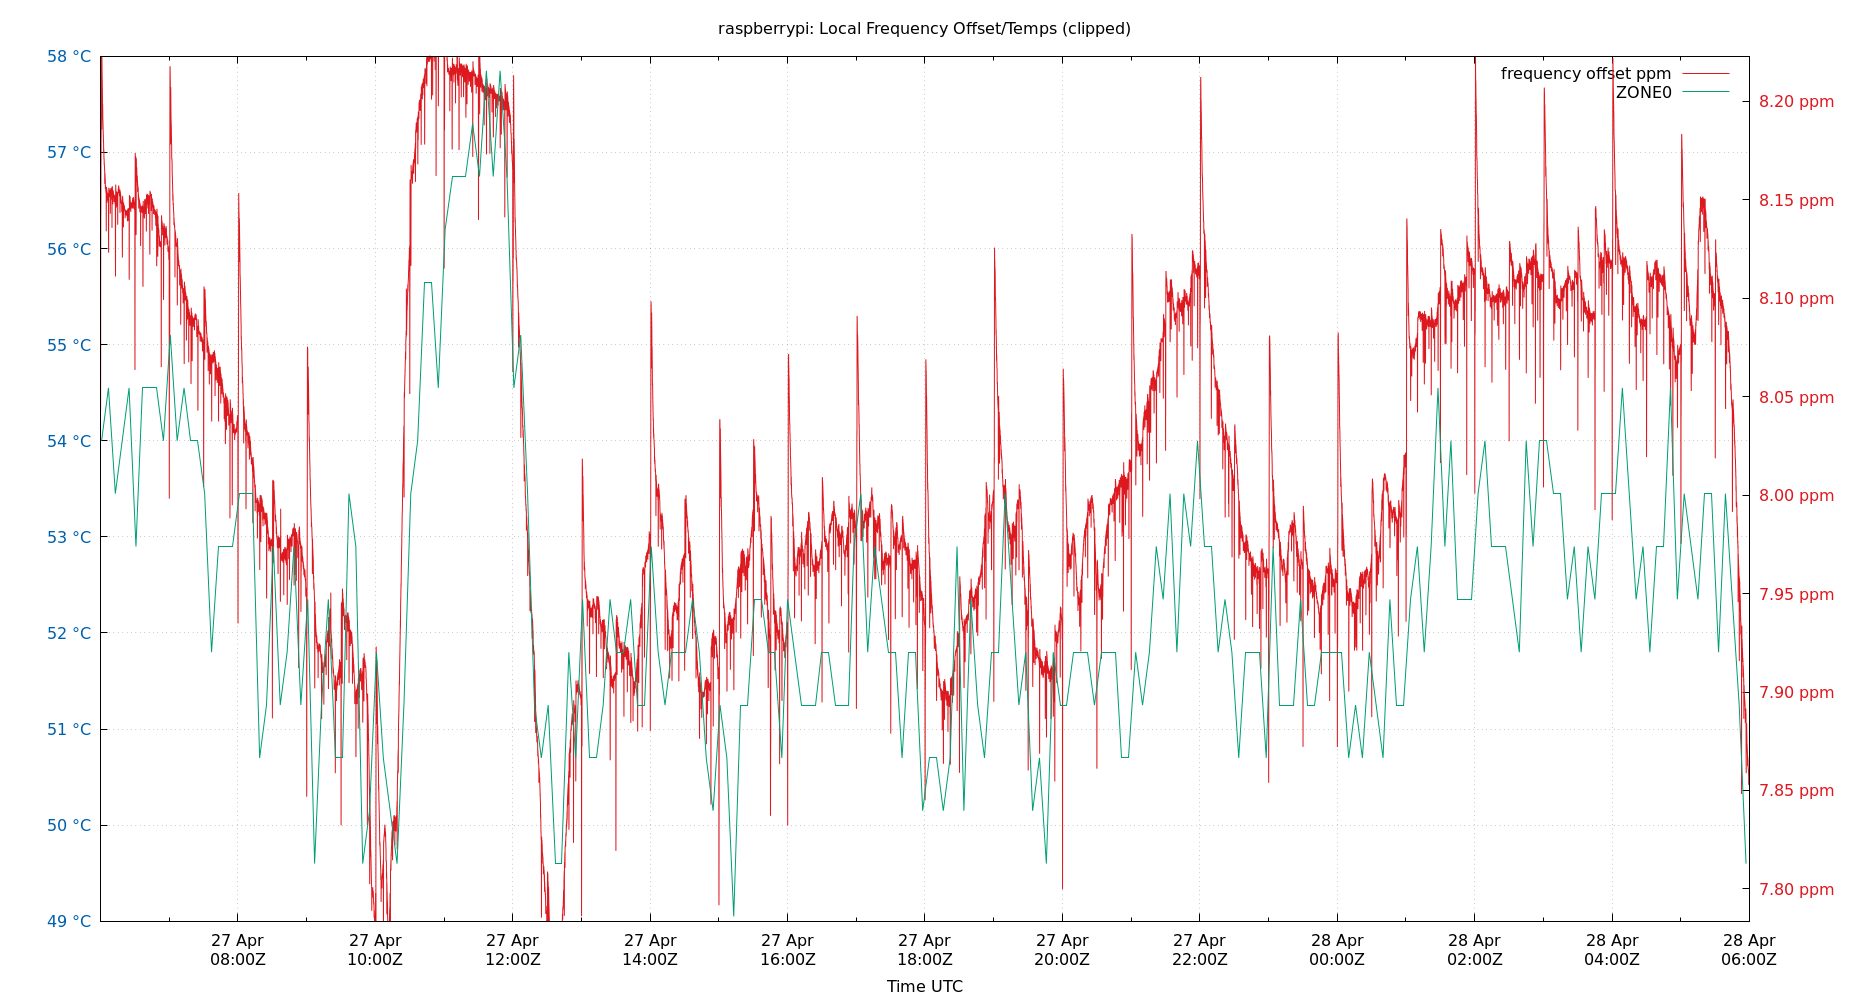 raspberrypi: Local Frequency Offset/Temps (clipped)
frequency offset ppm
ZONE0
58 °C
57 °C
56 °C
55 °C
54 °C
53 °C
52 °C
51 °C
50 °C
49 °C
8.20 ppm
8.15 ppm
8.10 ppm
8.05 ppm
8.00 ppm
7.95 ppm
7.90 ppm
7.85 ppm
7.80 ppm
27 Apr
08:00Z
27 Apr
10:00Z
27 Apr
12:00Z
27 Apr
14:00Z
27 Apr
16:00Z
27 Apr
18:00Z
27 Apr
20:00Z
27 Apr
22:00Z
28 Apr
00:00Z
28 Apr
02:00Z
28 Apr
04:00Z
28 Apr
06:00Z
Time UTC